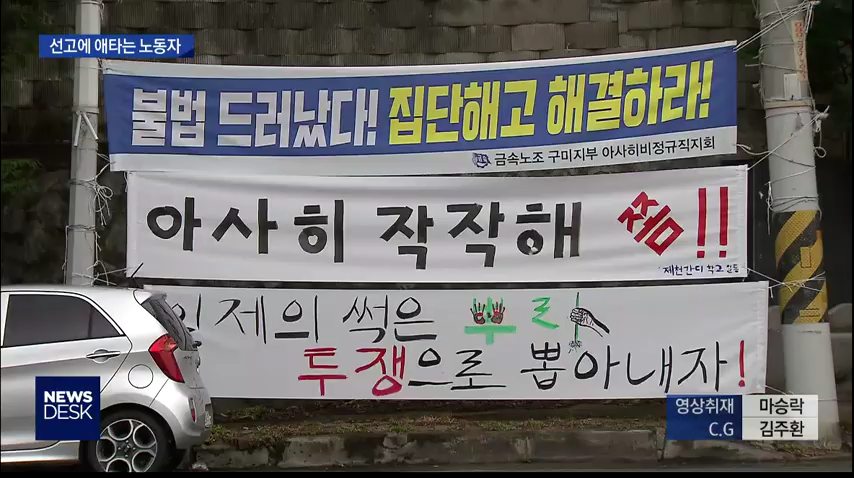 선고에 애타는 노동자
불법 드러났다! 집단해고 해결하라!
금속노조 구미지부 아사히비정규직지회
아사히 작작해 쫌!!
제천간디학교 일동
일제의 썩은 뿌리
투쟁으로 뽑아내자!
NEWS
DESK
영상취재 마승락
C.G 김주환